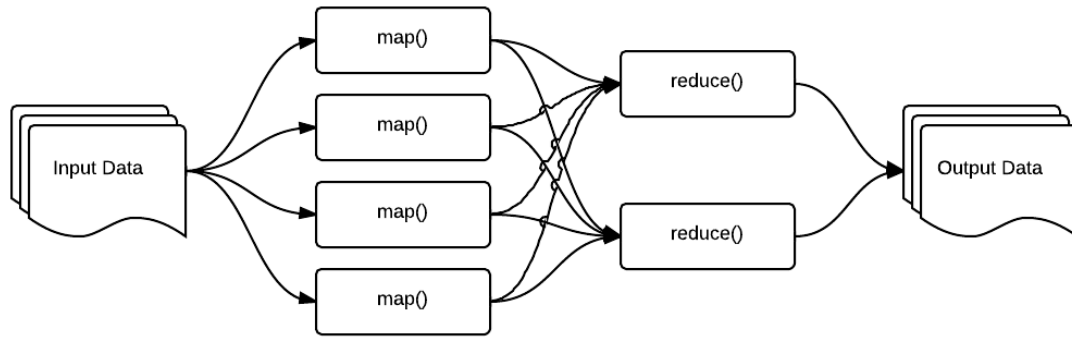 Input Data
map()
map()
map()
map()
reduce()
reduce()
Output Data